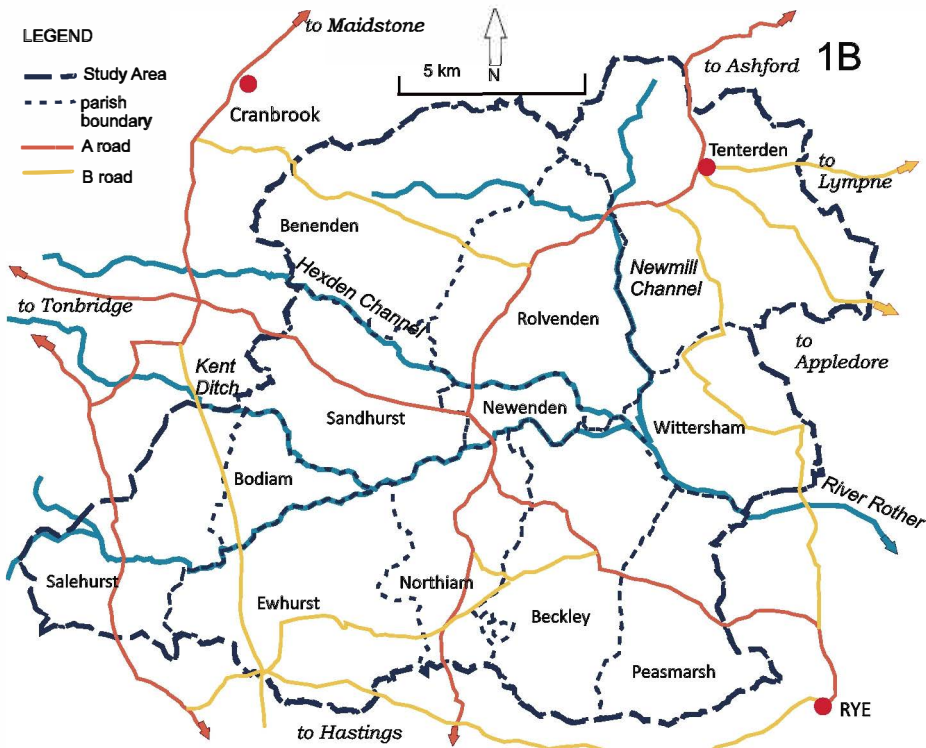 to Maidstone
LEGEND
Study Area
parish
boundary
A road
B road
5 km
N
to Ashford
1B
Cranbrook
Tenterden
to
Lympne
Benenden
Hexden Channel
Newmill
Channel
to Tonbridge
Rolvenden
to
Appledore
Kent
Ditch
Sandhurst
Newenden
Wittersham
Bodiam
River Rother
Salehurst
Northiam
Ewhurst
Beckley
Peasmarsh
RYE
to Hastings